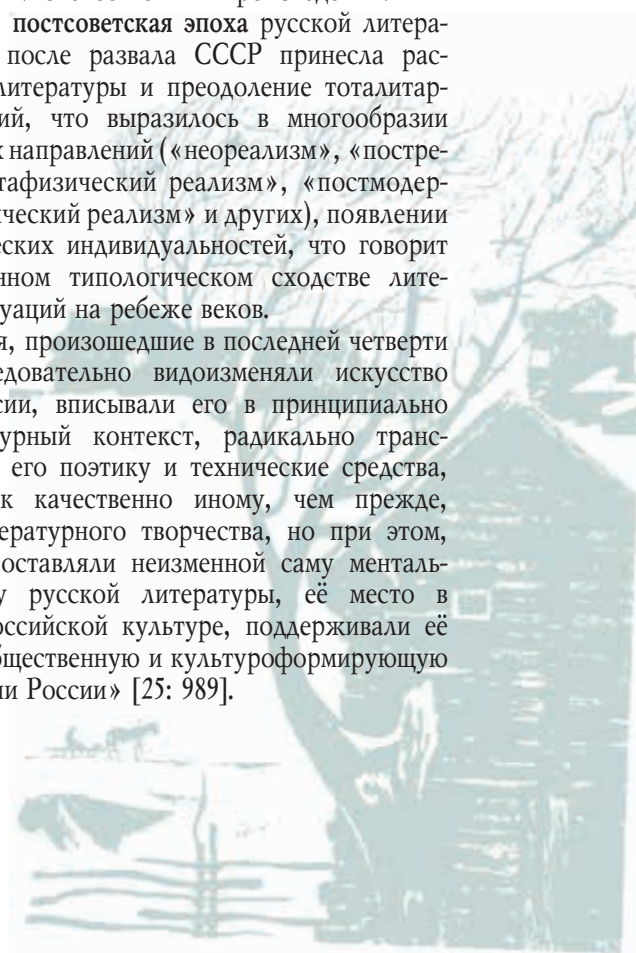 постсоветская эпоха русской литера-
после развала СССР принесла рас-
литературы и преодоление тоталитар-
ий, что выразилось в многообразии
х направлений («неореализм», «постре-
тафизический реализм», «постмодер-
ический реализм» и других), появлении
еских индивидуальностей, что говорит
нном типологическом сходстве лите-
уаций на ребеже веков.
я, произошедшие в последней четверти
едовательно видоизменяли искусство
сии, вписывали его в принципиально
турный контекст, радикально транс-
его поэтику и технические средства,
к качественно иному, чем прежде,
ературного творчества, но при этом,
оставляли неизменной саму менталь-
у русской литературы, её место в
оссийской культуре, поддерживали её
бщественную и культуроформирующую
ии России» [25: 989].